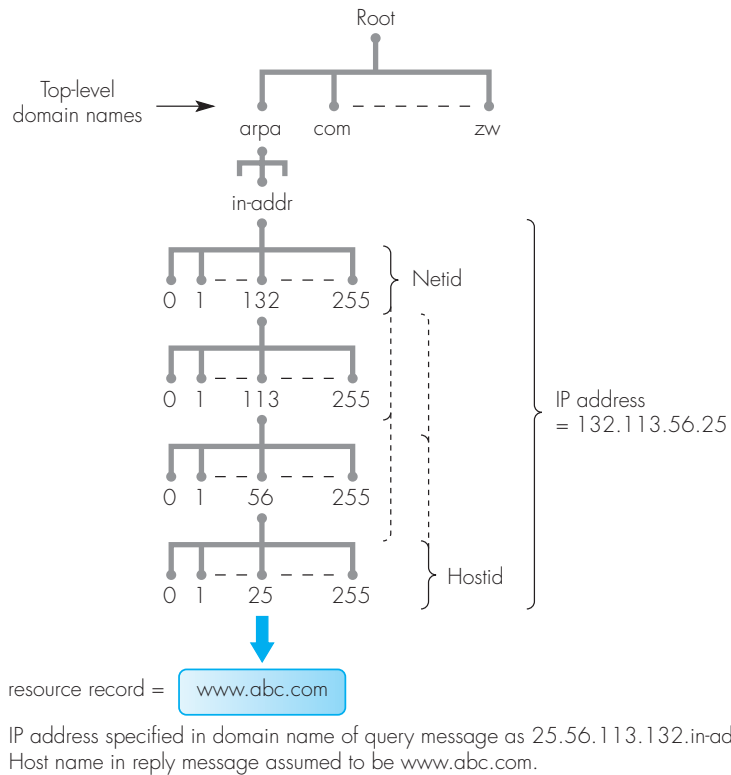 Root
Top-level
domain names
arpa com zw
in-addr
0 1 132 255
Netid
0 1 113 255
IP address
= 132.113.56.25
0 1 56 255
0 1 25 255
Hostid
resource record = www.abc.com
IP address specified in domain name of query message as 25.56.113.132.in-ad
Host name in reply message assumed to be www.abc.com.